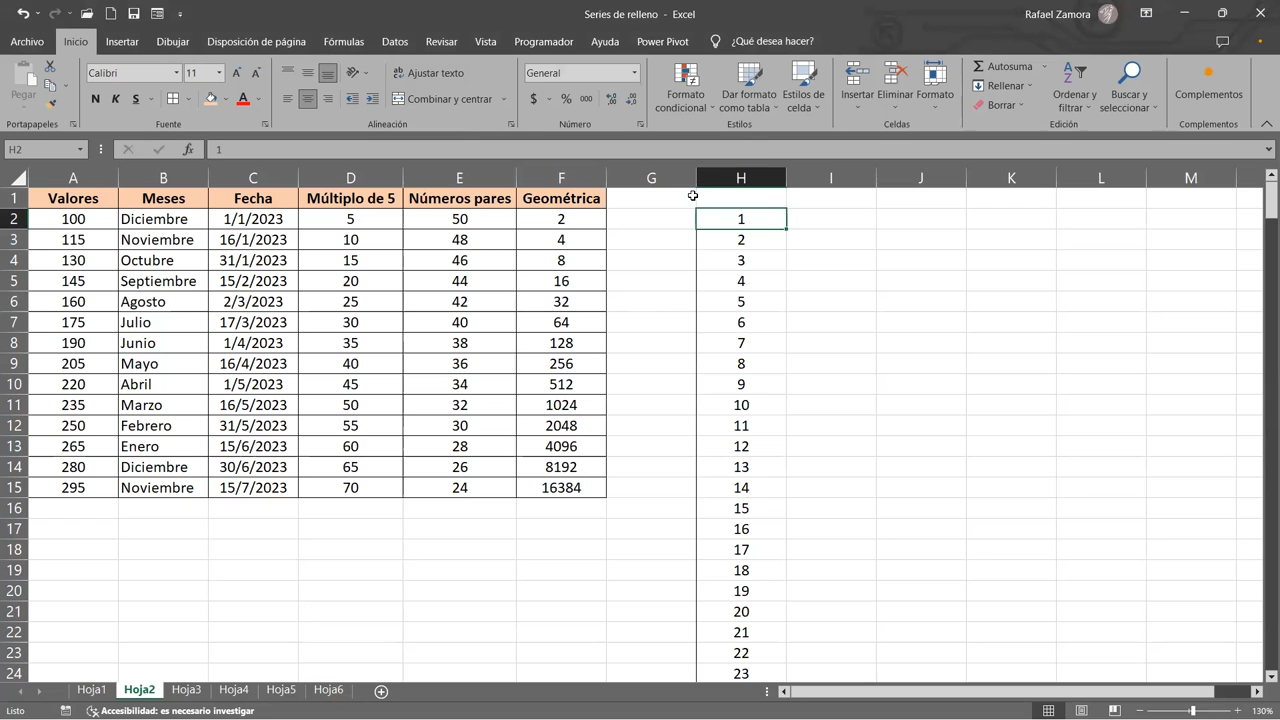 Series de relleno - Excel
Rafael Zamora
Archivo Inicio Insertar Dibujar Disposición de página Fórmulas Datos Revisar Vista Programador Ayuda Power Pivot ¿Qué desea hacer?
Pegar
Portapapeles
Calibri 11
N K S
Fuente
Ajustar texto
Combinar y centrar
Alineación
General
$ % 000
Número
Formato condicional
Dar formato como tabla
Estilos de celda
Estilos
Insertar Eliminar Formato
Celdas
Autosuma
Rellenar
Borrar
Ordenar y filtrar
Buscar y seleccionar
Edición
Complementos
Complementos
H2 fx 1
A B C D E F G H I J K L M
1 Valores Meses Fecha Múltiplo de 5 Números pares Geométrica
2 100 Diciembre 1/1/2023 5 50 2 1
3 115 Noviembre 16/1/2023 10 48 4 2
4 130 Octubre 31/1/2023 15 46 8 3
5 145 Septiembre 15/2/2023 20 44 16 4
6 160 Agosto 2/3/2023 25 42 32 5
7 175 Julio 17/3/2023 30 40 64 6
8 190 Junio 1/4/2023 35 38 128 7
9 205 Mayo 16/4/2023 40 36 256 8
10 220 Abril 1/5/2023 45 34 512 9
11 235 Marzo 16/5/2023 50 32 1024 10
12 250 Febrero 31/5/2023 55 30 2048 11
13 265 Enero 15/6/2023 60 28 4096 12
14 280 Diciembre 30/6/2023 65 26 8192 13
15 295 Noviembre 15/7/2023 70 24 16384 14
16 15
17 16
18 17
19 18
20 19
21 20
22 21
23 22
24 23
Hoja1 Hoja2 Hoja3 Hoja4 Hoja5 Hoja6
Listo Accesibilidad: es necesario investigar 130%